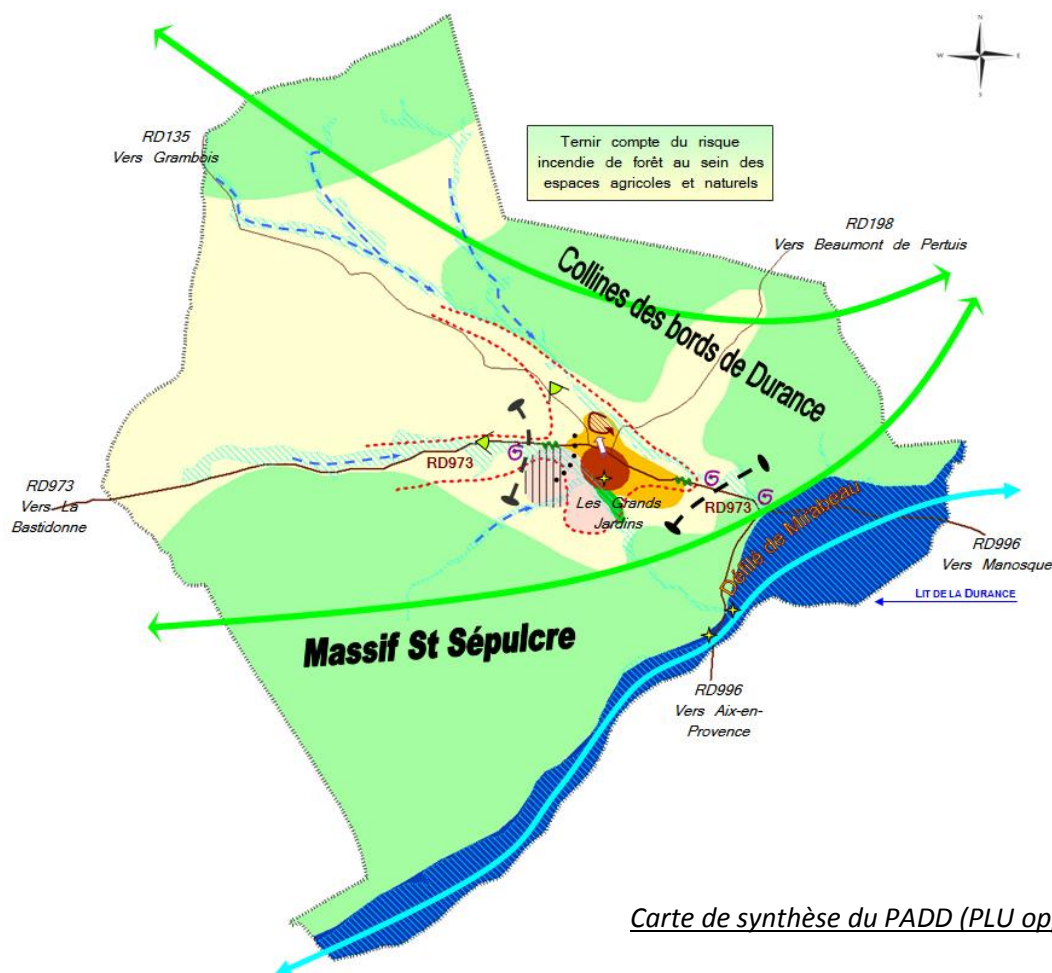 N
W
E
S
RD135
Vers Grambois
Ternir compte du risque
incendie de forêt au sein des
espaces agricoles et naturels
RD198
Vers Beaumont de Pertuis
Collines des bords de Durance
RD973
Vers La
Bastidonne
RD973
Les Grands
Jardins
RD973
Défilé de Mirabeau
RD996
Vers Manosque
LIT DE LA DURANCE
Massif St Sépulcre
RD996
Vers Aix-en-
Provence
Carte de synthèse du PADD (PLU op